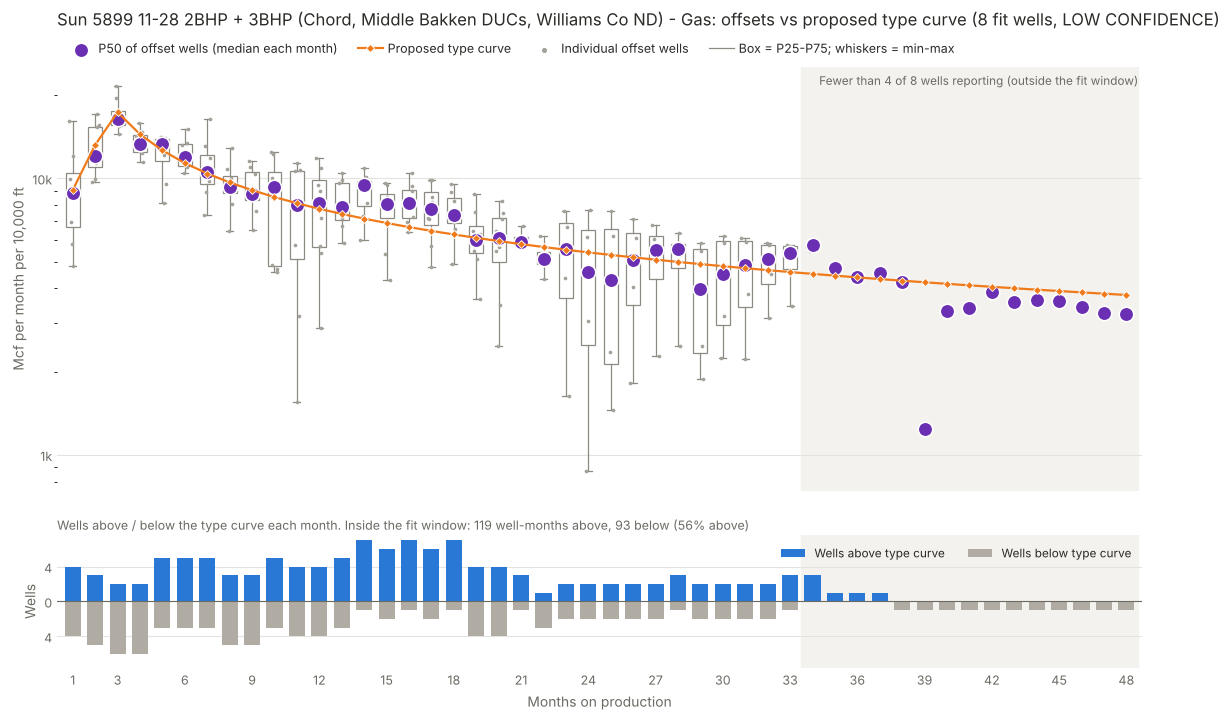 Sun 5899 11-28 2BHP + 3BHP (Chord, Middle Bakken DUCs, Williams Co ND) - Gas: offsets vs proposed type curve (8 fit wells, LOW CONFIDENCE)
P50 of offset wells (median each month)
Proposed type curve
Individual offset wells
Box = P25-P75; whiskers = min-max
Fewer than 4 of 8 wells reporting (outside the fit window)
Mcf per month per 10,000 ft
10k
1k
Wells above / below the type curve each month. Inside the fit window: 119 well-months above, 93 below (56% above)
Wells above type curve
Wells below type curve
Wells
4
0
4
1 3 6 9 12 15 18 21 24 27 30 33 36 39 42 45 48
Months on production